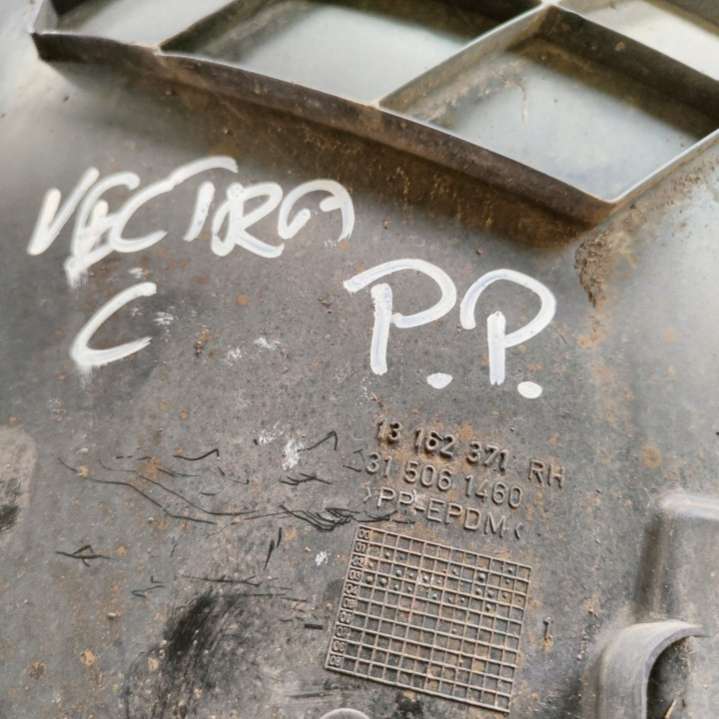 VECTRA
C
P.P.
13 162 371 RH
31 506 1460
>PP-EPDM<